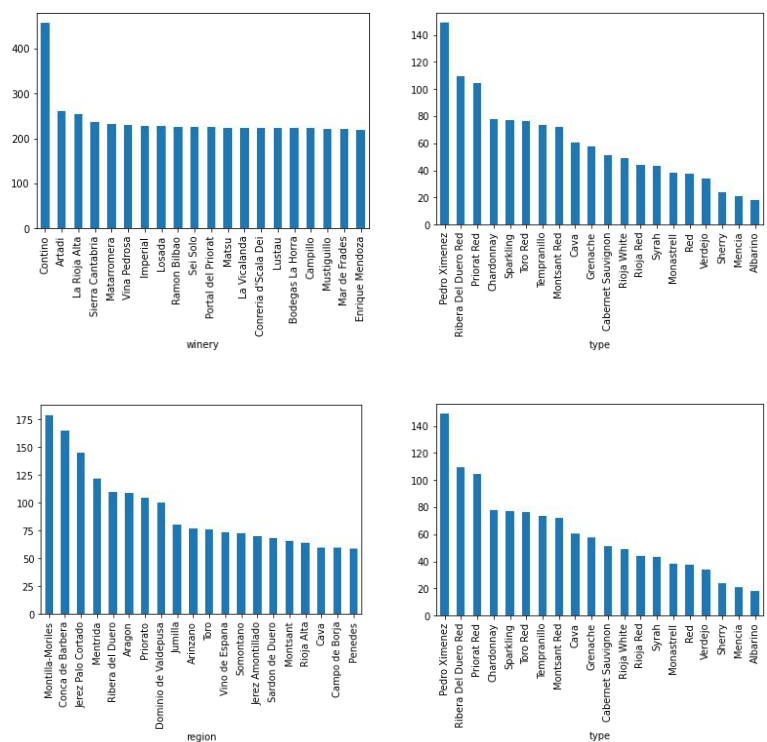 400
300
200
100
0
Contino
Artadi
La Rioja Alta
Sierra Cantabria
Matarromera
Vina Pedrosa
Imperial
Losada
Ramon Bilbao
Sei Solo
Portal del Priorat
Matsu
La Vicalanda
Conreria d'Scala Dei
Lustau
Bodegas La Horra
Campillo
Mustiguillo
Mar de Frades
Enrique Mendoza
winery
140
120
100
80
60
40
20
0
Pedro Ximenez
Ribera Del Duero Red
Priorat Red
Chardonnay
Sparkling
Toro Red
Tempranillo
Montsant Red
Cava
Grenache
Cabernet Sauvignon
Rioja White
Rioja Red
Syrah
Monastrell
Red
Verdejo
Sherry
Mencia
Albarino
type
175
150
125
100
75
50
25
0
Montilla-Moriles
Conca de Barbera
Jerez Palo Cortado
Mentrida
Ribera del Duero
Aragon
Priorato
Dominio de Valdepusa
Jumilla
Arinzano
Toro
Vino de Espana
Somontano
Jerez Amontillado
Sardon de Duero
Montsant
Rioja Alta
Cava
Campo de Borja
Penedes
region
140
120
100
80
60
40
20
0
Pedro Ximenez
Ribera Del Duero Red
Priorat Red
Chardonnay
Sparkling
Toro Red
Tempranillo
Montsant Red
Cava
Grenache
Cabernet Sauvignon
Rioja White
Rioja Red
Syrah
Monastrell
Red
Verdejo
Sherry
Mencia
Albarino
type